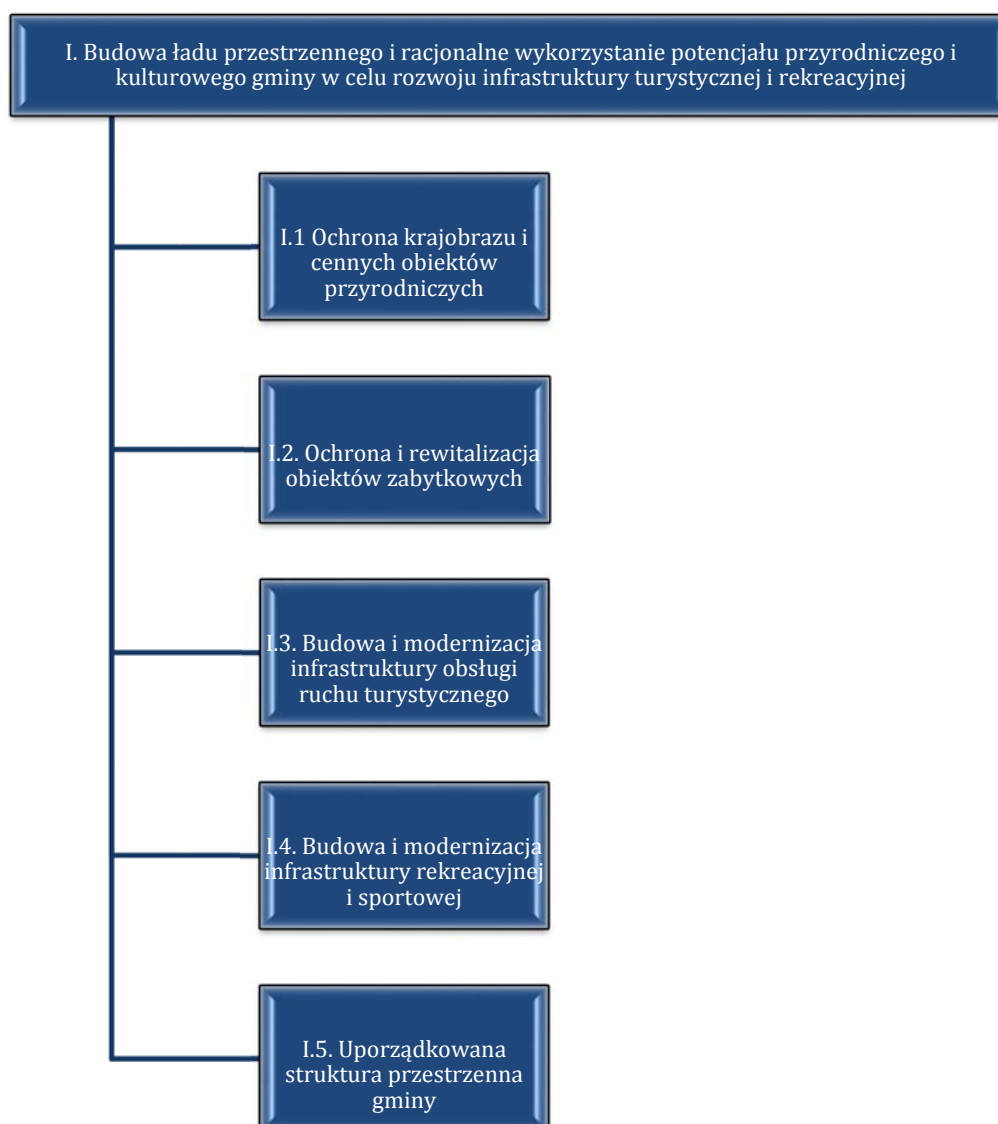 I. Budowa ładu przestrzennego i racjonalne wykorzystanie potencjału przyrodniczego i
kulturowego gminy w celu rozwoju infrastruktury turystycznej i rekreacyjnej
I.1 Ochrona krajobrazu i
cennych obiektów
przyrodniczych
I.2. Ochrona i rewitalizacja
obiektów zabytkowych
I.3. Budowa i modernizacja
infrastruktury obsługi
ruchu turystycznego
I.4. Budowa i modernizacja
infrastruktury rekreacyjnej
i sportowej
I.5. Uporządkowana
struktura przestrzenna
gminy